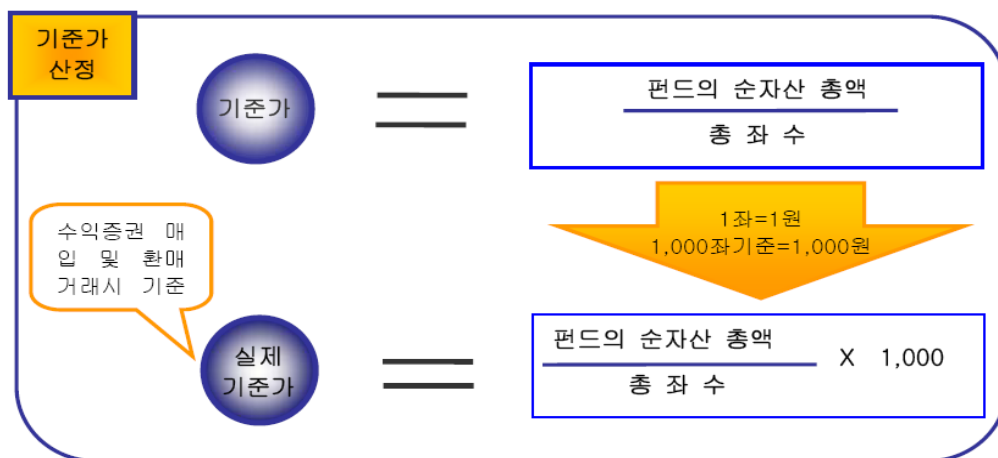 기준가
산정
기준가
펀드의 순자산 총액
총 좌 수
1좌=1원
1,000좌기준=1,000원
수익증권 매
입 및 환매
거래시 기준
실제
기준가
펀드의 순자산 총액
총 좌 수
X 1,000